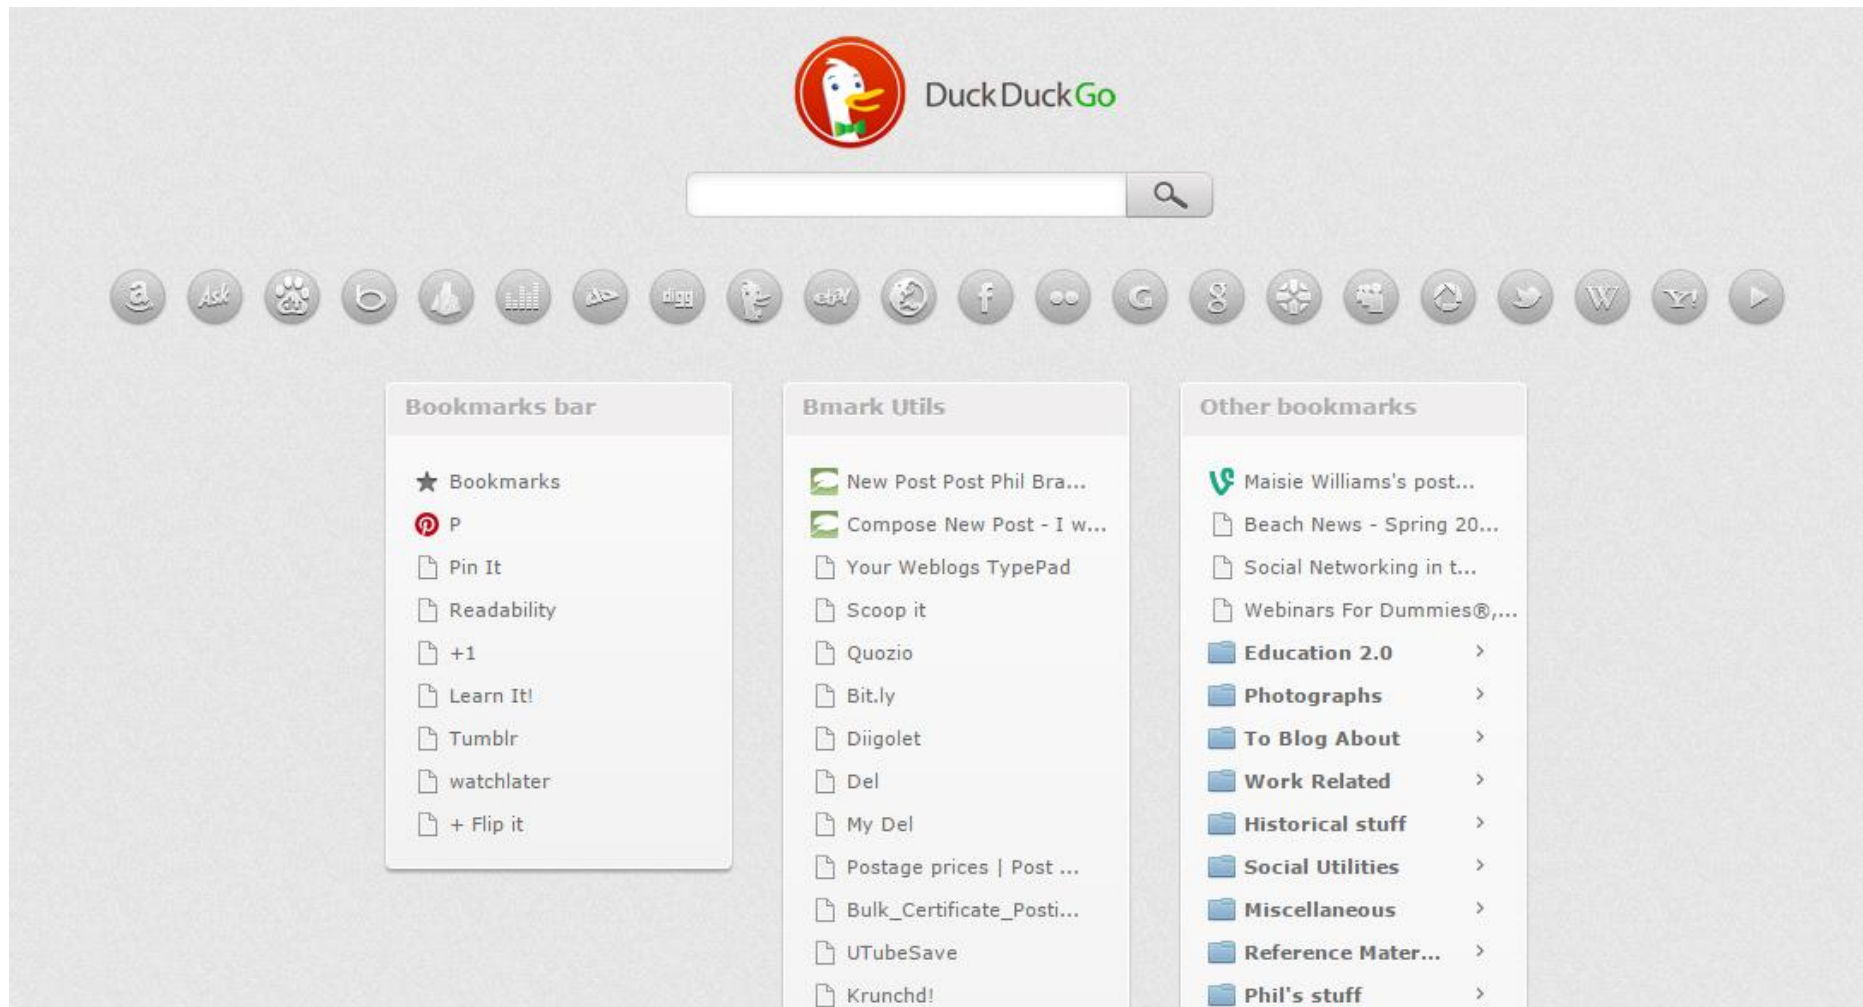 DuckDuckGo
a Ask b digg ebY f G g W Y!
Bookmarks bar
Bookmarks
P
Pin It
Readability
+1
Learn It!
Tumblr
watchlater
+ Flip it
Bmark Utils
New Post Post Phil Bra...
Compose New Post - I w...
Your Weblogs TypePad
Scoop it
Quozio
Bit.ly
Diigolet
Del
My Del
Postage prices | Post ...
Bulk_Certificate_Posti...
UTubeSave
Krunchd!
Other bookmarks
Maisie Williams's post...
Beach News - Spring 20...
Social Networking in t...
Webinars For Dummies®,...
Education 2.0
Photographs
To Blog About
Work Related
Historical stuff
Social Utilities
Miscellaneous
Reference Mater...
Phil's stuff